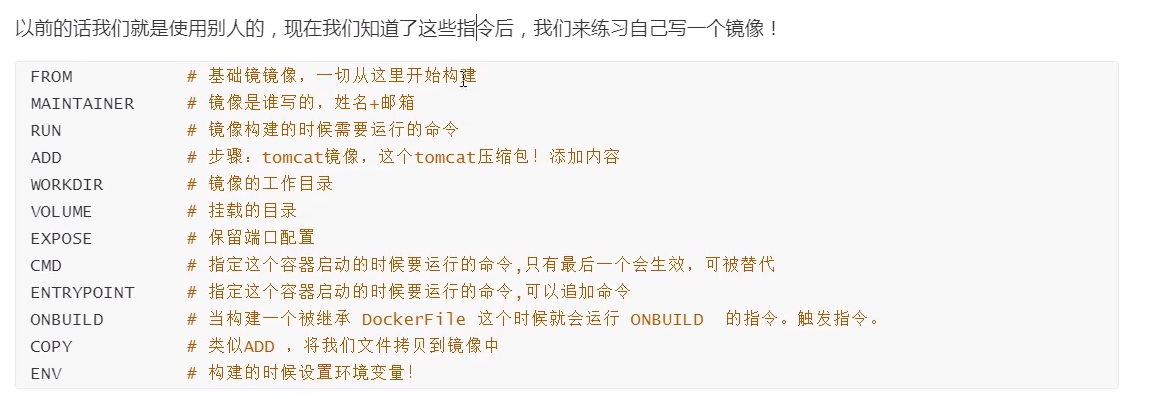 以前的话我们就是使用别人的，现在我们知道了这些指令后，我们来练习自己写一个镜像！
FROM # 基础镜镜像，一切从这里开始构建
MAINTAINER # 镜像是谁写的，姓名+邮箱
RUN # 镜像构建的时候需要运行的命令
ADD # 步骤：tomcat镜像，这个tomcat压缩包！添加内容
WORKDIR # 镜像的工作目录
VOLUME # 挂载的目录
EXPOSE # 保留端口配置
CMD # 指定这个容器启动的时候要运行的命令,只有最后一个会生效，可被替代
ENTRYPOINT # 指定这个容器启动的时候要运行的命令,可以追加命令
ONBUILD # 当构建一个被继承 DockerFile 这个时候就会运行 ONBUILD 的指令。触发指令。
COPY # 类似ADD ，将我们文件拷贝到镜像中
ENV # 构建的时候设置环境变量！